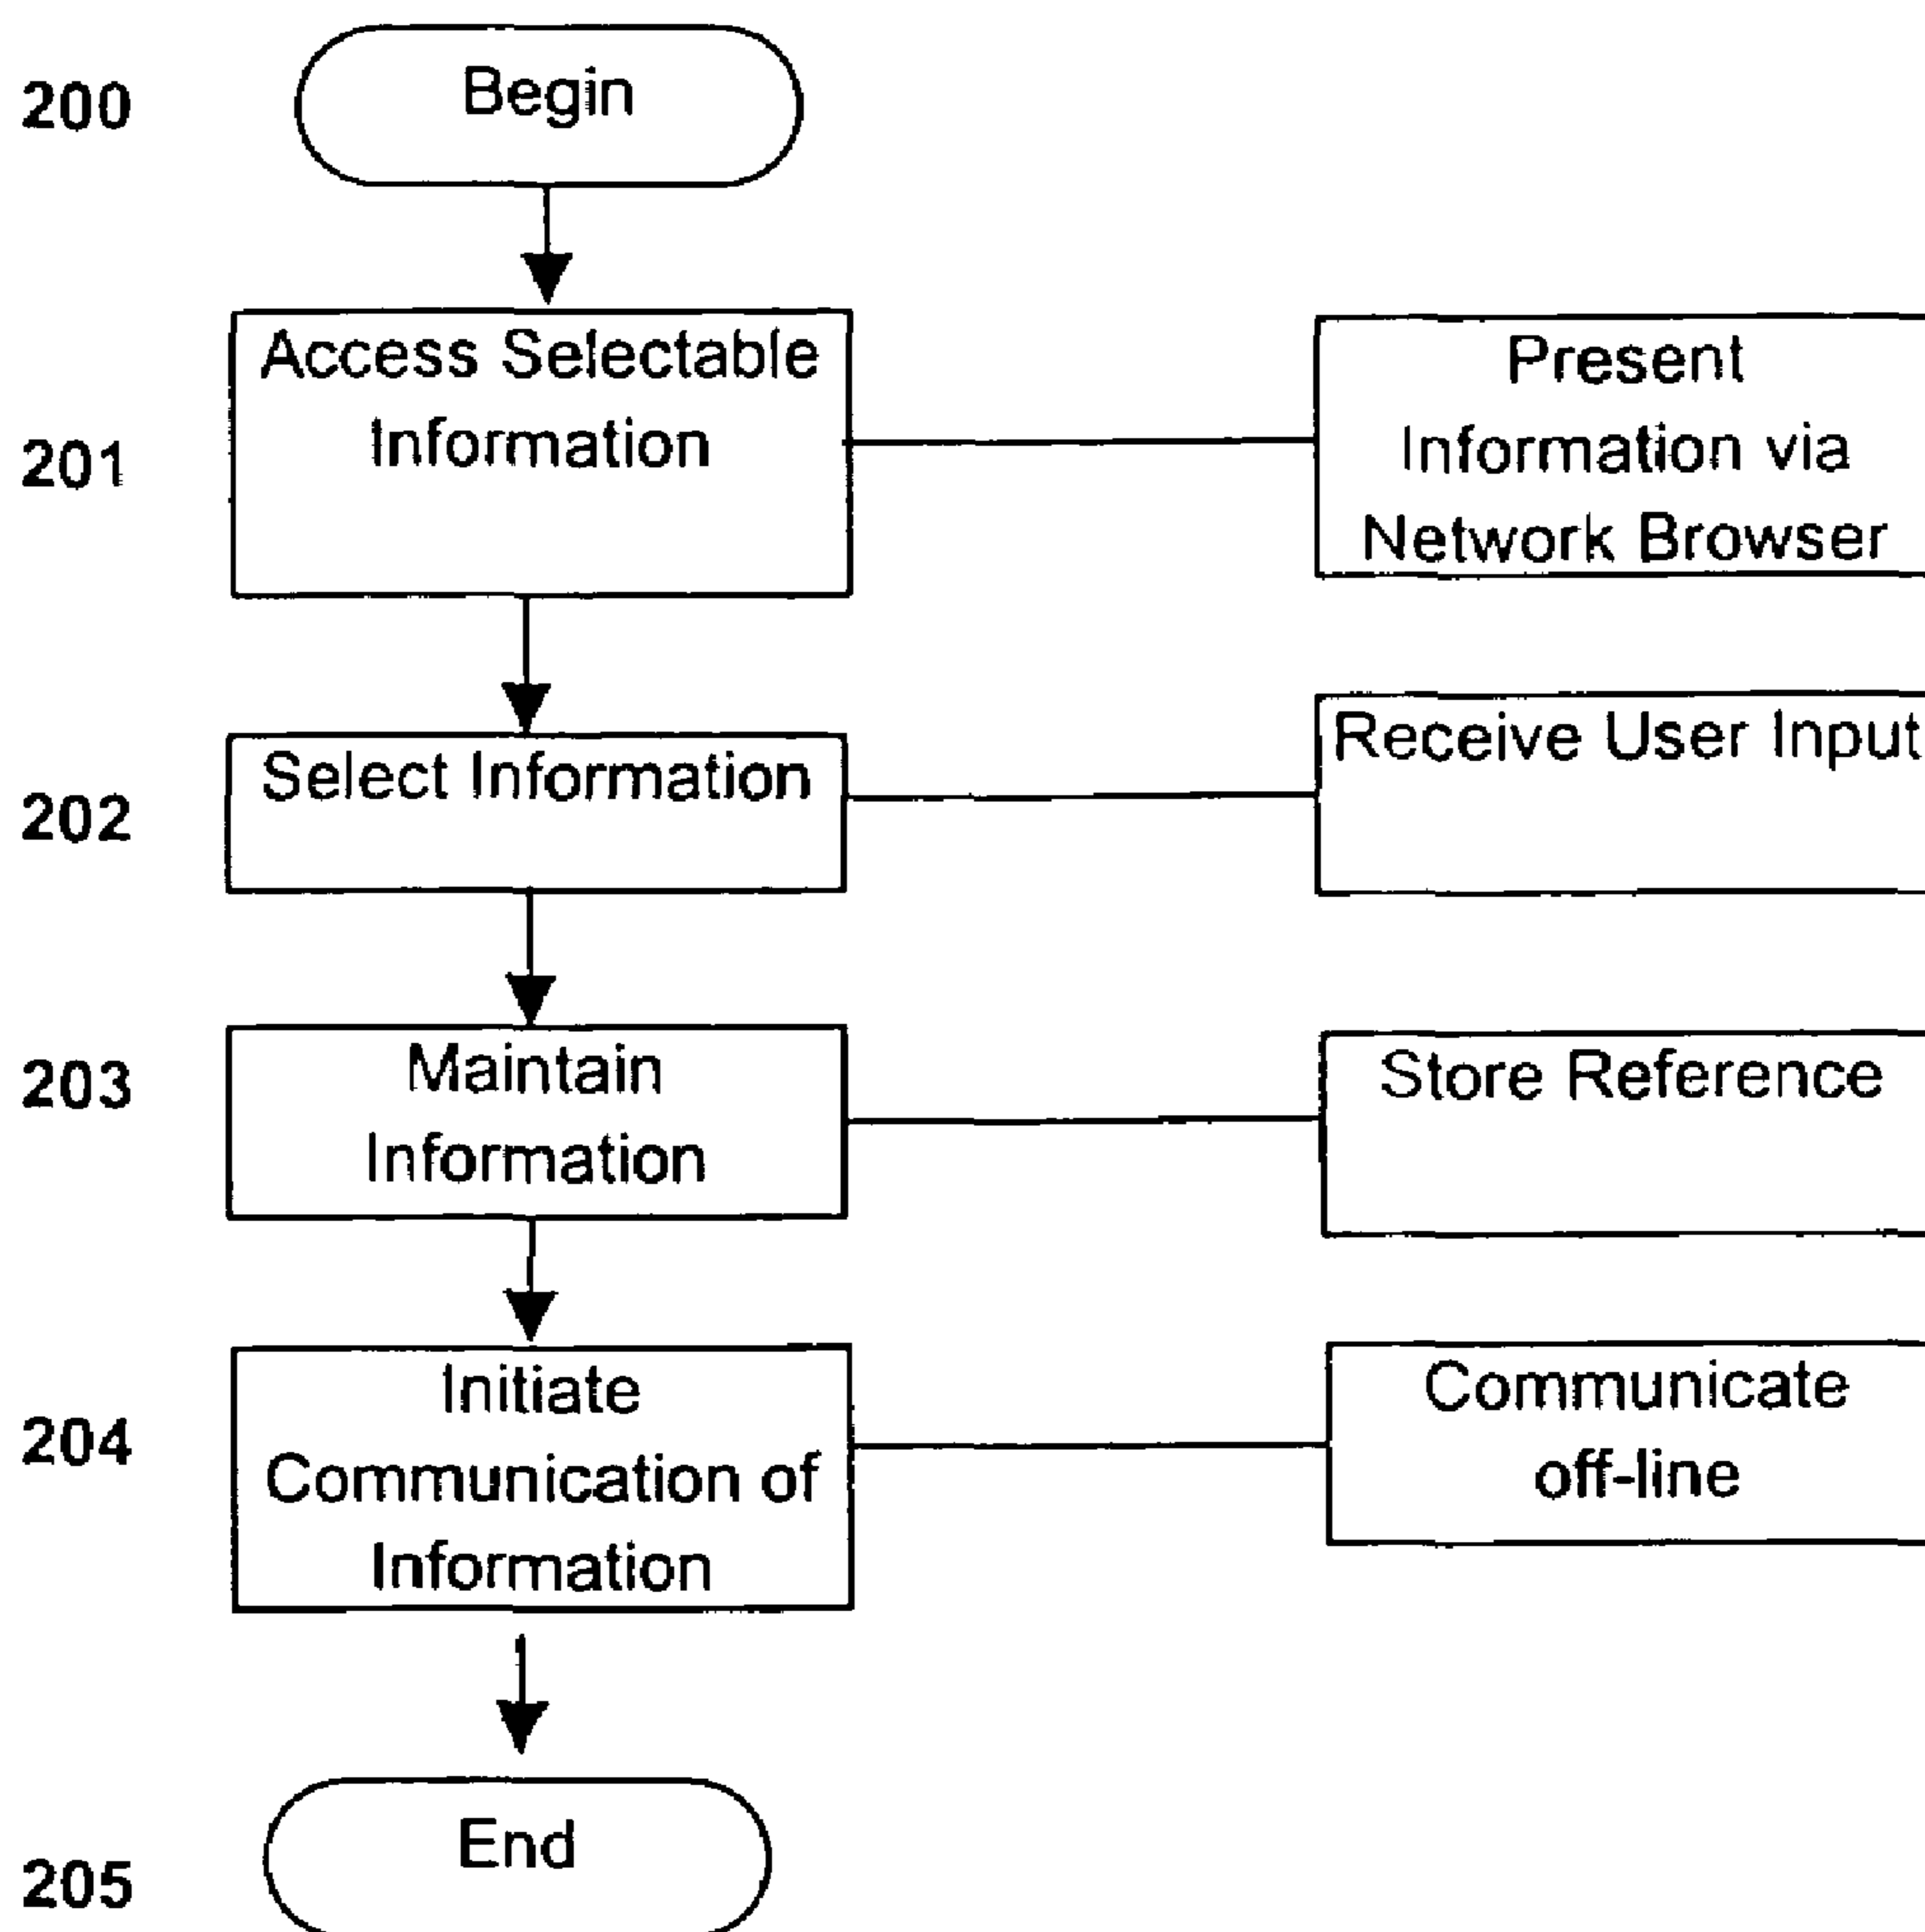 200
Begin
201
Access Selectable
Information
Present
Information via
Network Browser
202
Select Information
Receive User Input
203
Maintain
Information
Store Reference
204
Initiate
Communication of
Information
Communicate
off-line
205
End